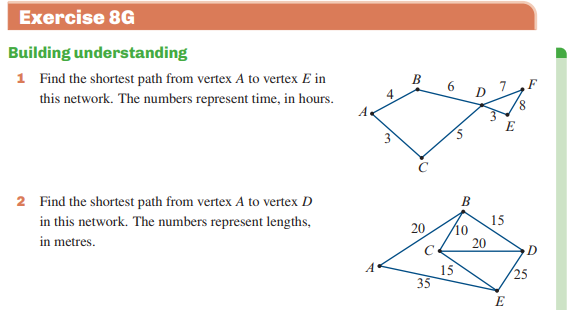 Exercise 8G
Building understanding
1 Find the shortest path from vertex A to vertex E in
this network. The numbers represent time, in hours.
B
6
D
7
F
4
8
A
3
E
3
5
C
2 Find the shortest path from vertex A to vertex D
in this network. The numbers represent lengths,
in metres.
B
15
20
10
20
C
D
A
15
25
35
E